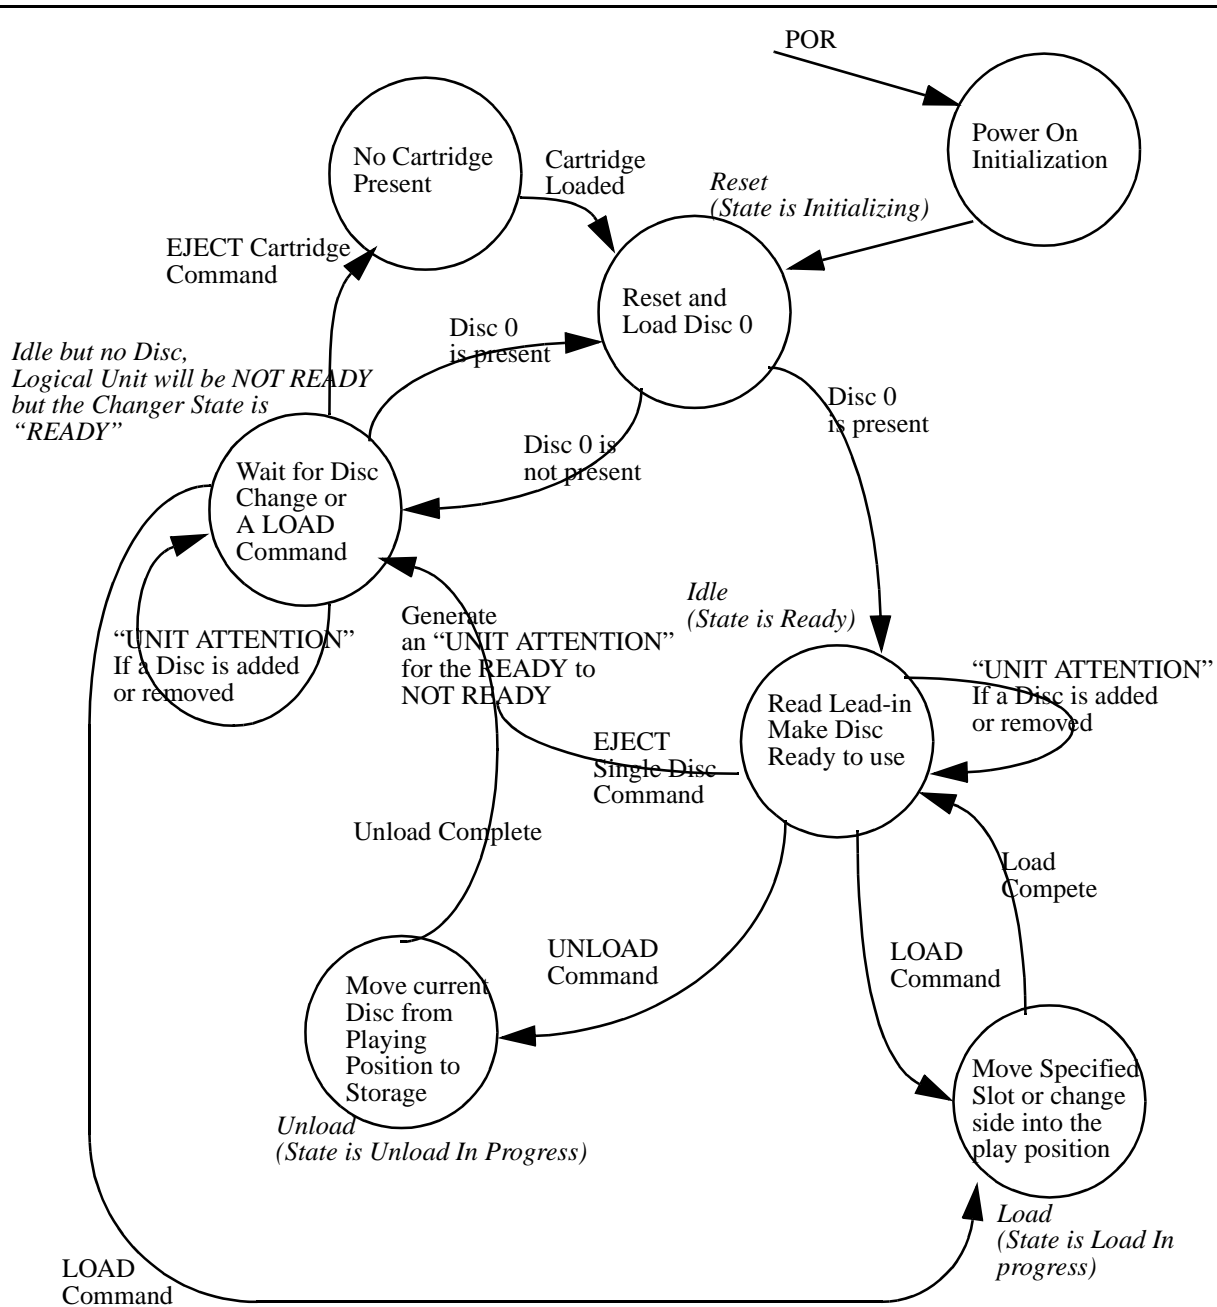 POR
Power On
Initialization
No Cartridge
Present
Cartridge
Loaded
Reset
(State is Initializing)
EJECT Cartridge
Command
Reset and
Load Disc 0
Disc 0
is present
Idle but no Disc,
Logical Unit will be NOT READY
but the Changer State is
“READY”
Disc 0
is present
Disc 0 is
not present
Wait for Disc
Change or
A LOAD
Command
Idle
(State is Ready)
Generate
an “UNIT ATTENTION”
for the READY to
NOT READY
“UNIT ATTENTION”
If a Disc is added
or removed
“UNIT ATTENTION”
If a Disc is added
or removed
Read Lead-in
Make Disc
Ready to use
EJECT
Single Disc
Command
Unload Complete
Load
Compete
UNLOAD
Command
LOAD
Command
Move current
Disc from
Playing
Position to
Storage
Move Specified
Slot or change
side into the
play position
Unload
(State is Unload In Progress)
Load
(State is Load In
progress)
LOAD
Command